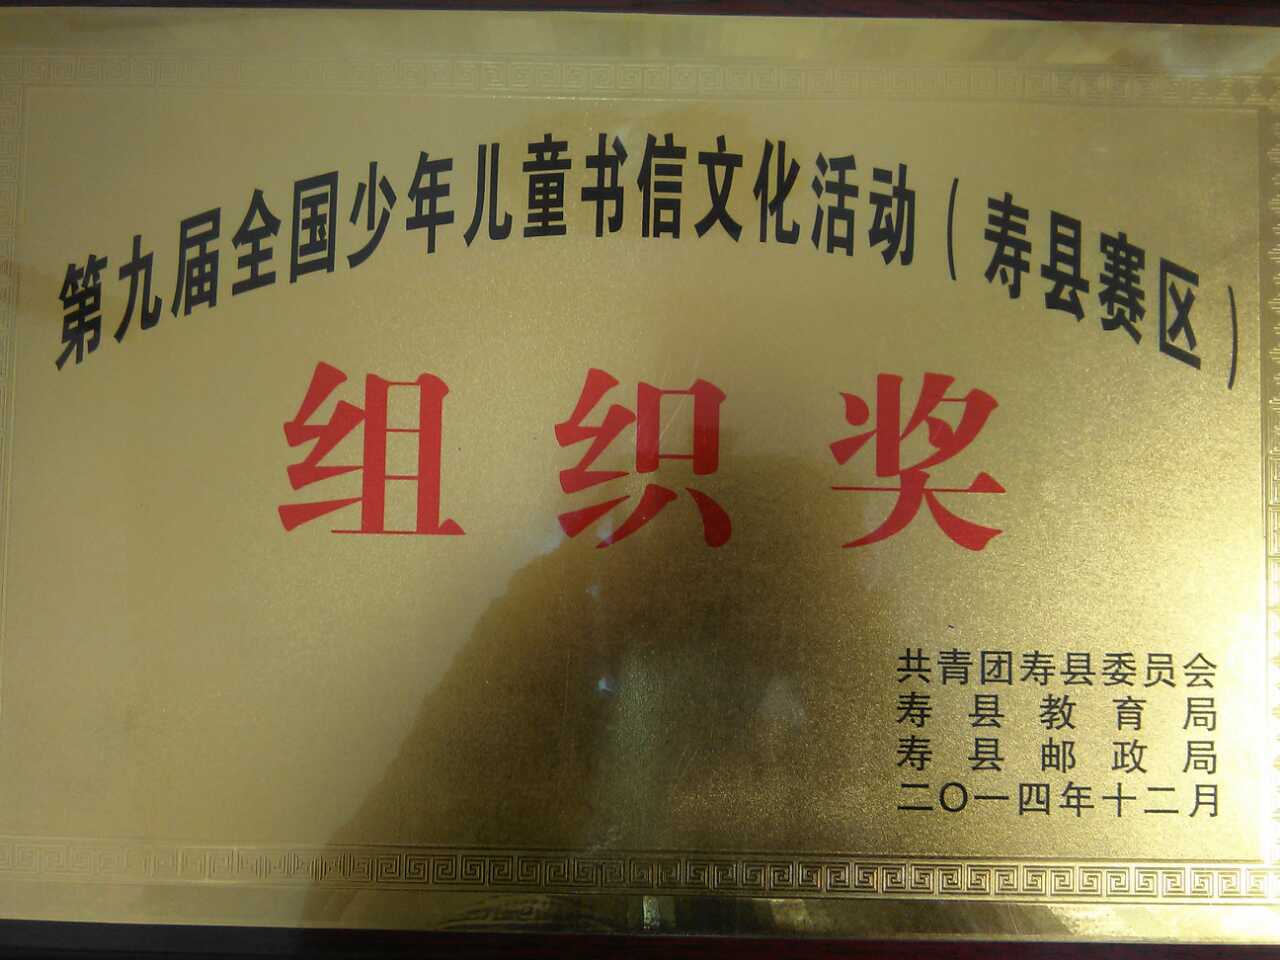 第九届全国少年儿童书信文化活动(寿县赛区)
组织奖
共青团寿县委员会
寿县教育局
寿县邮政局
二〇一四年十二月